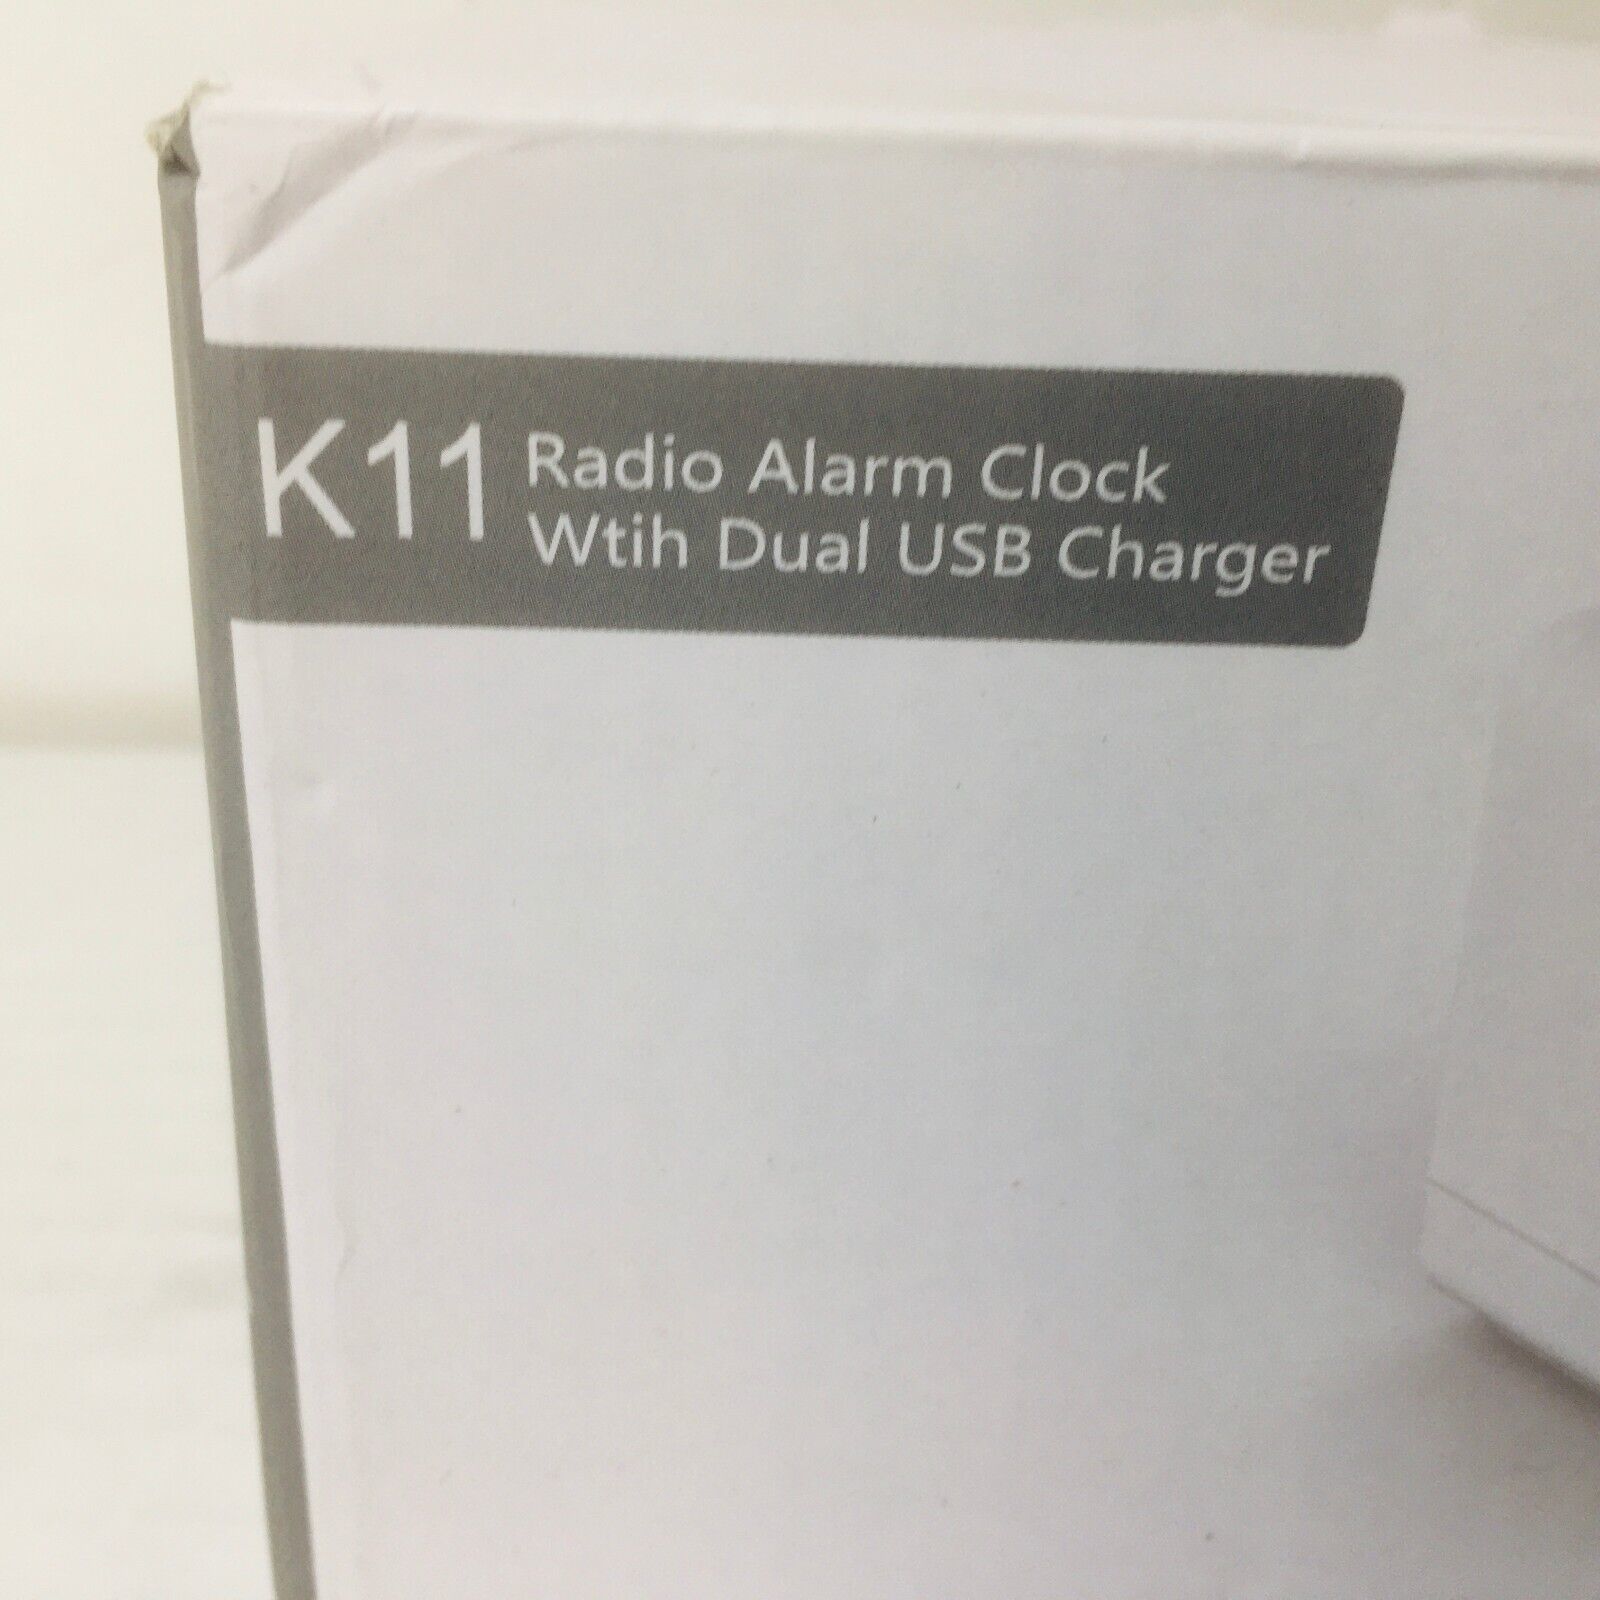 K11 Radio Alarm Clock
Wtih Dual USB Charger